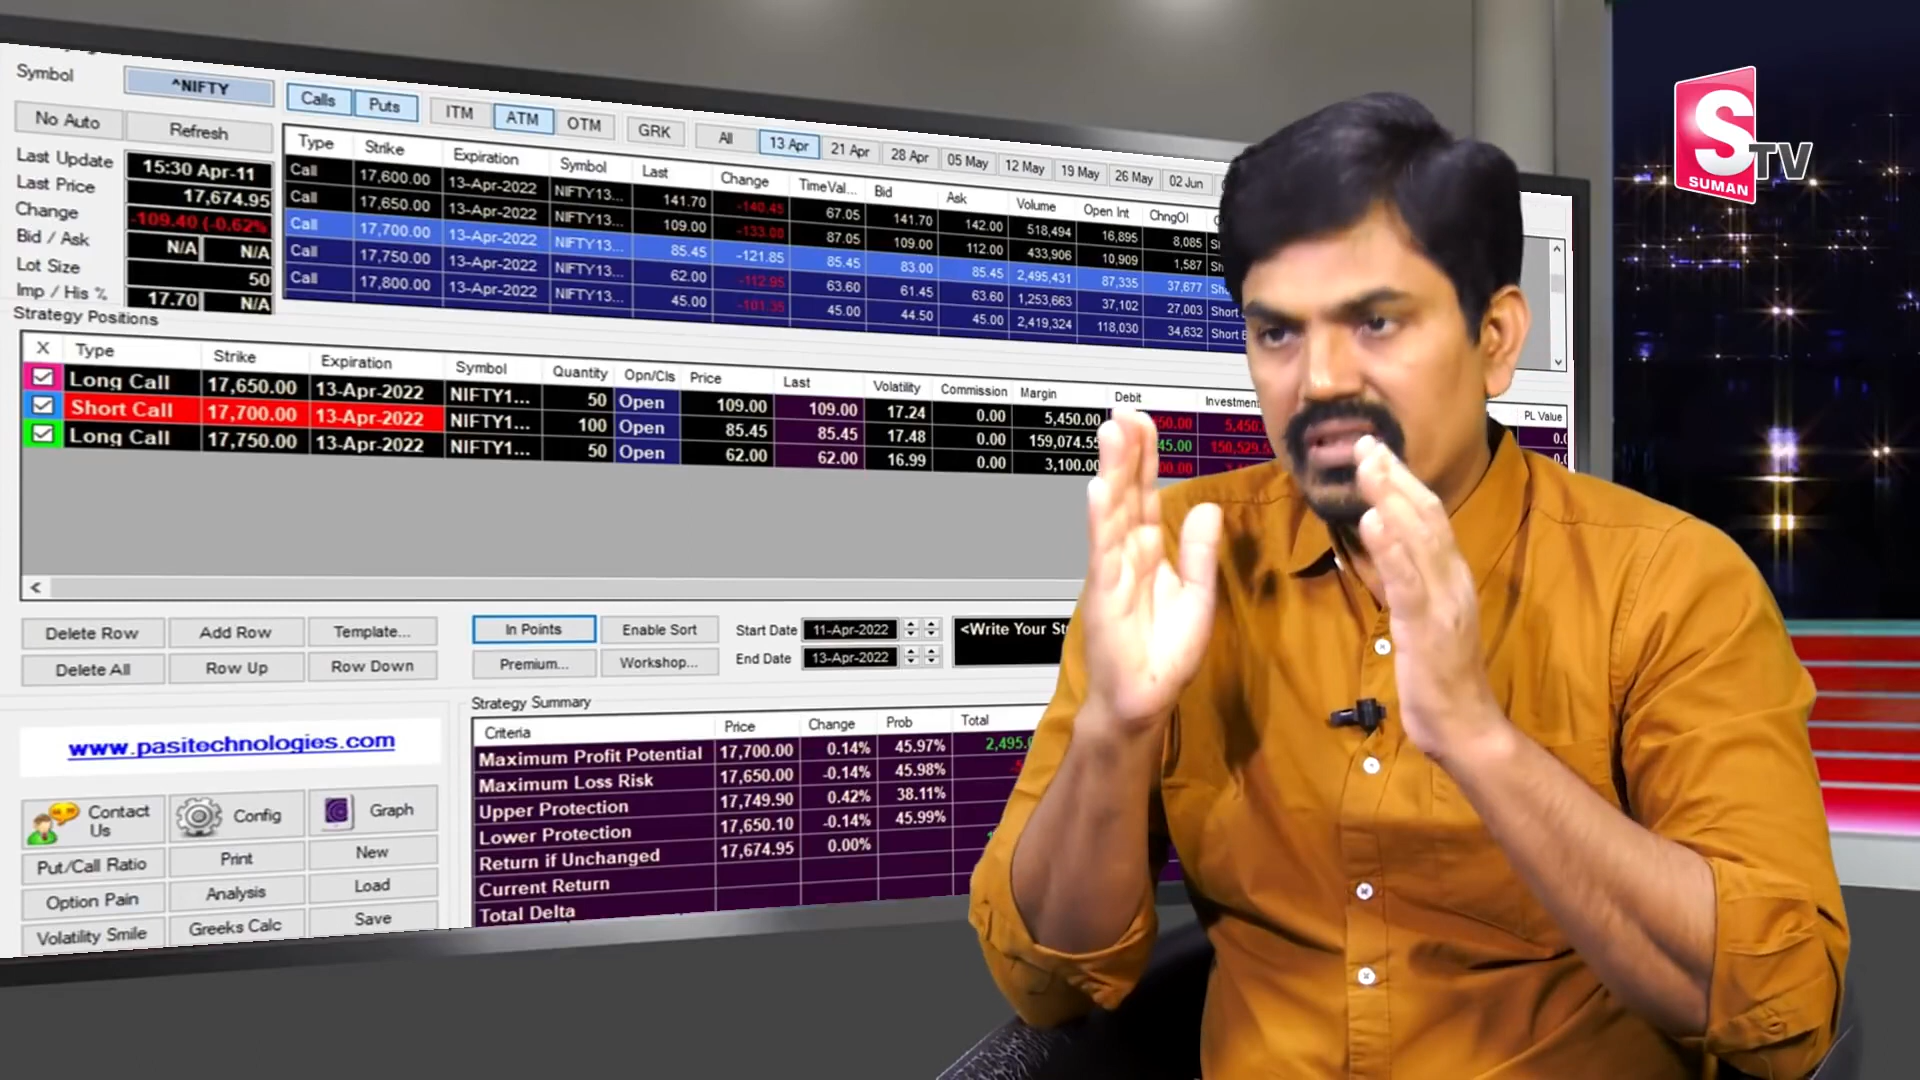 Symbol ^NIFTY Calls Puts ITM ATM OTM GRK All 13 Apr 21 Apr 28 Apr 05 May 12 May 19 May 26 May 02 Jun
No Auto Refresh
Last Update 15:30 Apr-11
Last Price 17,674.95
Change -109.40 (-0.62%
Bid / Ask N/A N/A
Lot Size 50
Imp / His % 17.70 N/A
Type Strike Expiration Symbol Last Change TimeVal... Bid Ask Volume Open Int ChngOI
Call 17,600.00 13-Apr-2022 NIFTY13... 141.70 -140.45 67.05 141.70 142.00 518,494 16,895 8,085
Call 17,650.00 13-Apr-2022 NIFTY13... 109.00 -133.00 87.05 109.00 112.00 433,906 10,909 1,587
Call 17,700.00 13-Apr-2022 NIFTY13... 85.45 -121.85 85.45 83.00 85.45 2,495,431 87,335 37,677
Call 17,750.00 13-Apr-2022 NIFTY13... 62.00 -112.95 63.60 61.45 63.60 1,253,663 37,102 27,003 Short
Call 17,800.00 13-Apr-2022 NIFTY13... 45.00 -101.35 45.00 44.50 45.00 2,419,324 118,030 34,632 Short
Strategy Positions
X Type Strike Expiration Symbol Quantity Opn/Cls Price Last Volatility Commission Margin Debit PL Value
Long Call 17,650.00 13-Apr-2022 NIFTY1... 50 Open 109.00 109.00 17.24 0.00 5,450.00
Short Call 17,700.00 13-Apr-2022 NIFTY1... 100 Open 85.45 85.45 17.48 0.00 159,074.55
Long Call 17,750.00 13-Apr-2022 NIFTY1... 50 Open 62.00 62.00 16.99 0.00 3,100.00
Delete Row Add Row Template... In Points Enable Sort Start Date 11-Apr-2022 <Write Your
Delete All Row Up Row Down Premium... Workshop... End Date 13-Apr-2022
Strategy Summary
Criteria Price Change Prob Total
Maximum Profit Potential 17,700.00 0.14% 45.97% 2,495.
Maximum Loss Risk 17,650.00 -0.14% 45.98%
Upper Protection 17,749.90 0.42% 38.11%
Lower Protection 17,650.10 -0.14% 45.99%
Return if Unchanged 17,674.95 0.00%
Current Return
Total Delta
www.pasitechnologies.com
Contact Us Config Graph
Put/Call Ratio Print New
Option Pain Analysis Load
Volatility Smile Greeks Calc Save
S TV
SUMAN